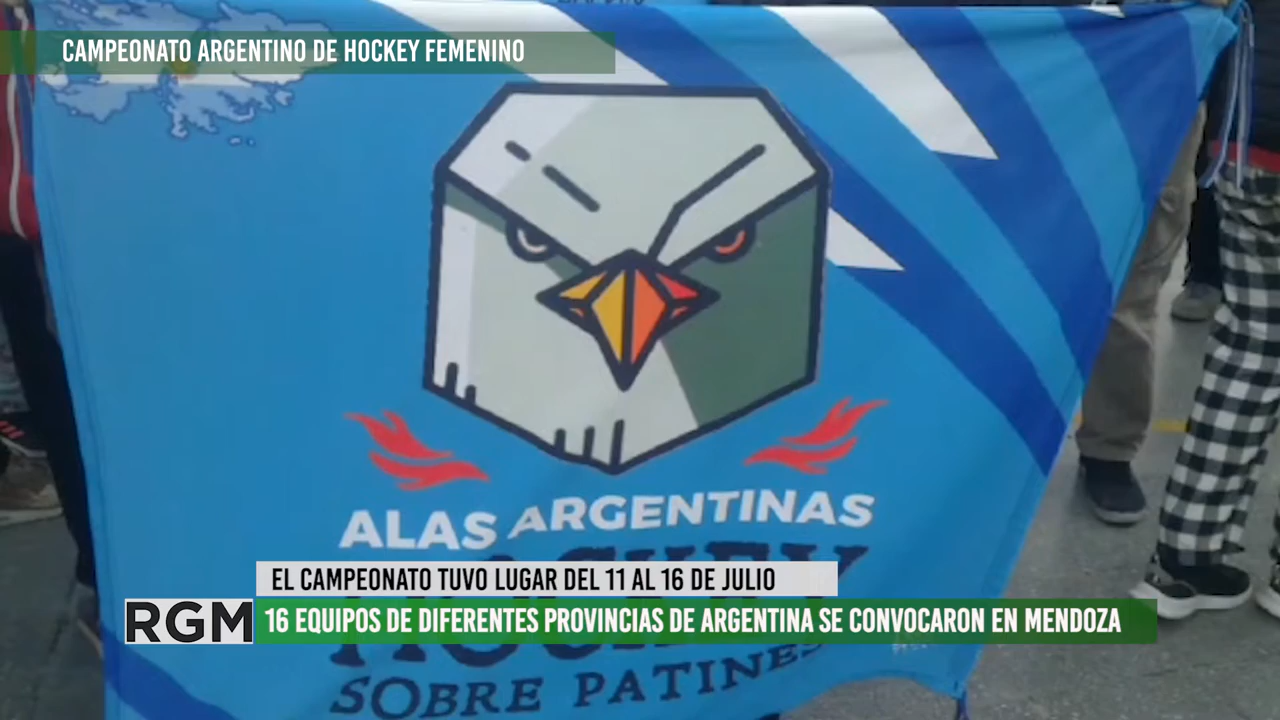 CAMPEONATO ARGENTINO DE HOCKEY FEMENINO
ALAS ARGENTINAS
HOCKEY
EL CAMPEONATO TUVO LUGAR DEL 11 AL 16 DE JULIO
RGM
16 EQUIPOS DE DIFERENTES PROVINCIAS DE ARGENTINA SE CONVOCARON EN MENDOZA
SOBRE PATINES